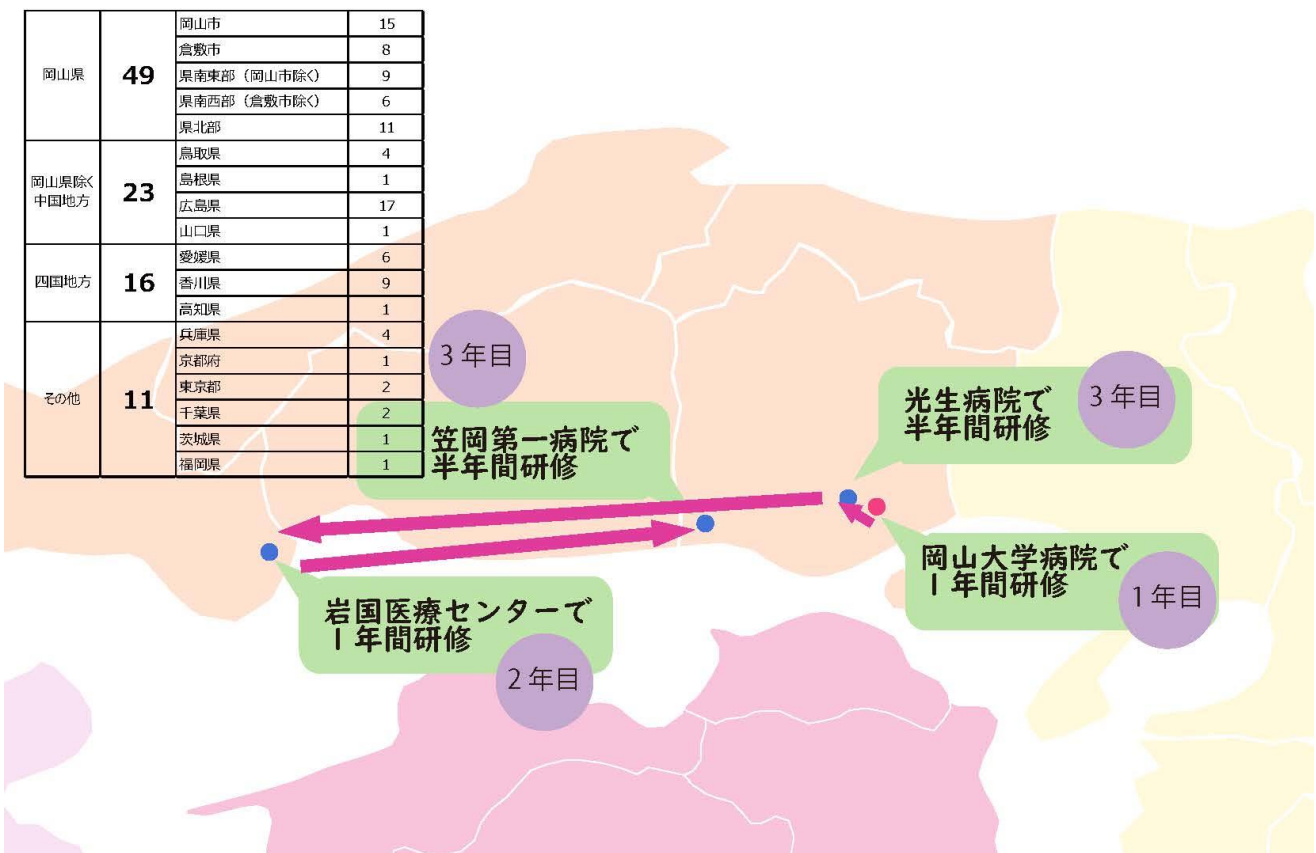 岡山県 49 岡山市 15
倉敷市 8
県南東部（岡山市除く） 9
県南西部（倉敷市除く） 6
県北部 11
岡山県除く
中国地方 23 鳥取県 4
島根県 1
広島県 17
山口県 1
四国地方 16 愛媛県 6
香川県 9
高知県 1
その他 11 兵庫県 4
京都府 1
東京都 2
千葉県 2
茨城県 1
福岡県 1
3年目
笠岡第一病院で
半年間研修
光生病院で
半年間研修
3年目
岡山大学病院で
1年間研修
1年目
岩国医療センターで
1年間研修
2年目